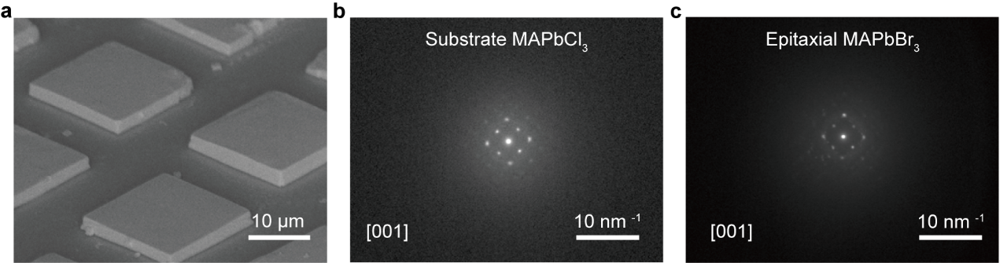 a
10 µm
b
Substrate MAPbCl₃
[001]
10 nm ⁻¹
c
Epitaxial MAPbBr₃
[001]
10 nm ⁻¹